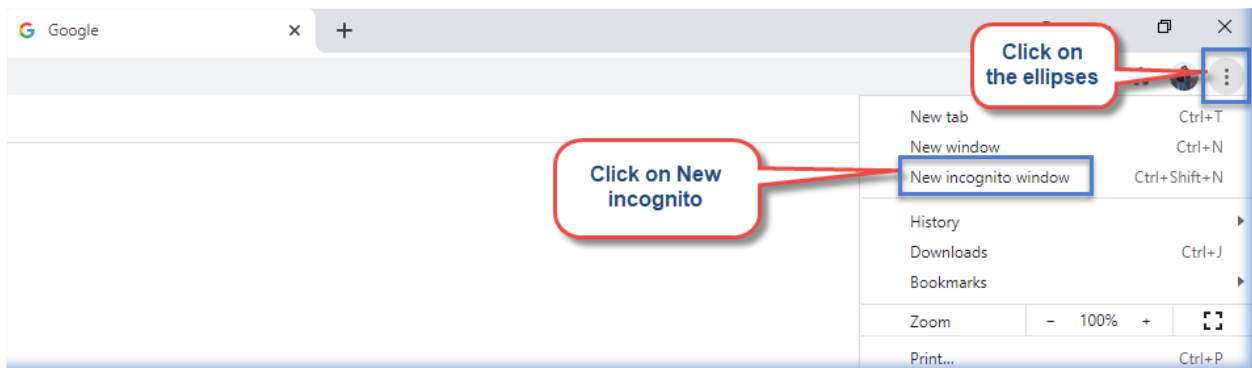 Google
Click on
the ellipses
New tab Ctrl+T
New window Ctrl+N
Click on New
incognito
New incognito window Ctrl+Shift+N
History
Downloads Ctrl+J
Bookmarks
Zoom - 100% +
Print... Ctrl+P